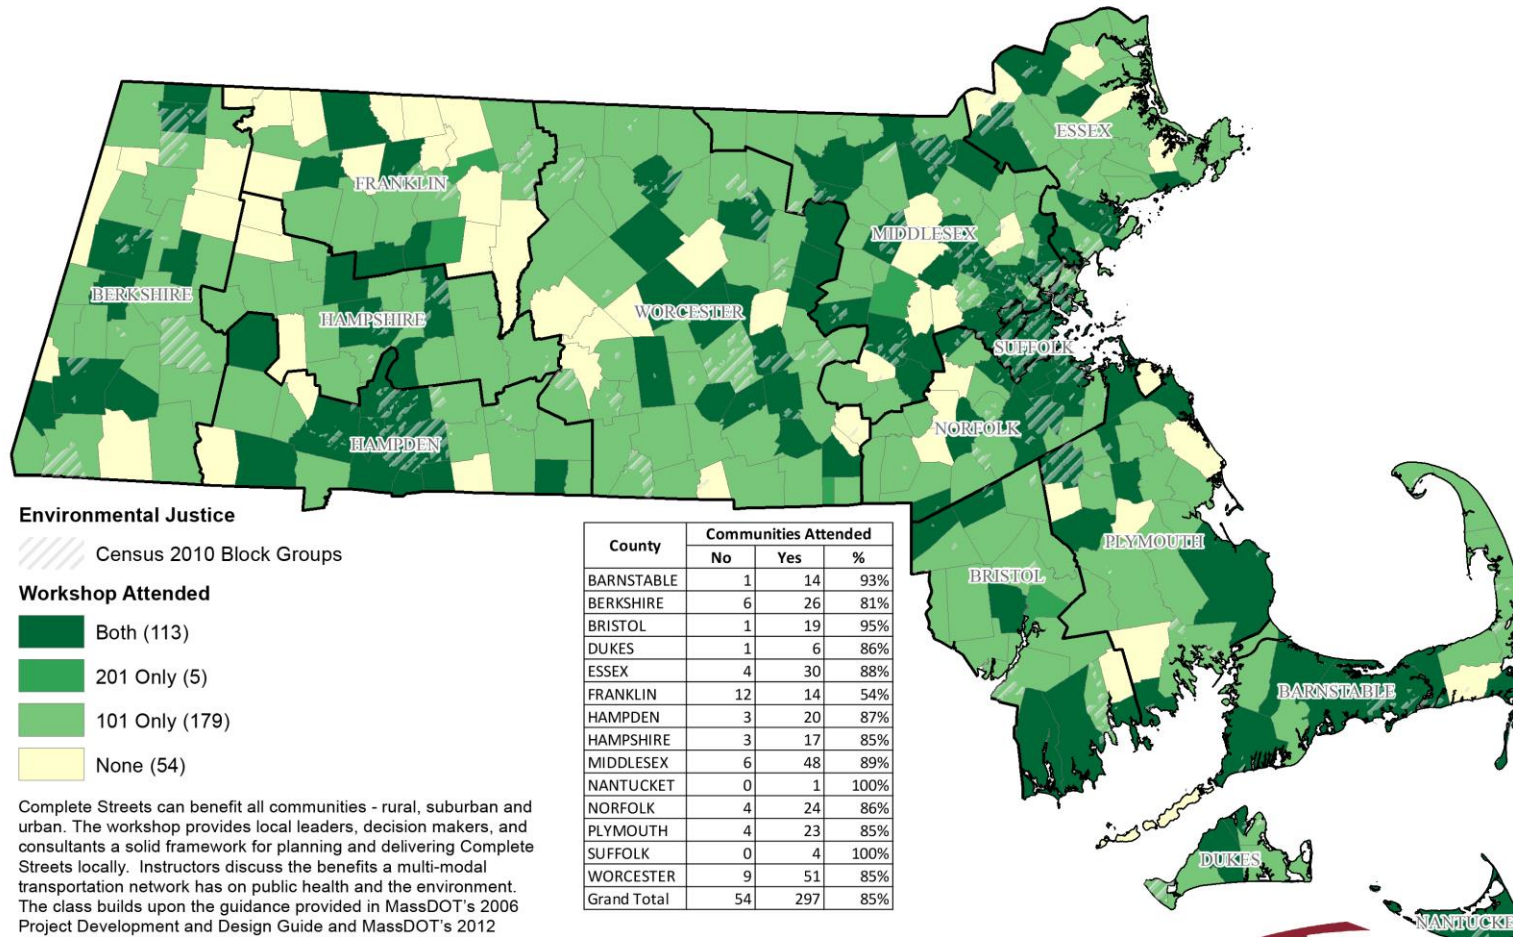 ESSEX
FRANKLIN
MIDDLESEX
BERKSHIRE
HAMPSHIRE
WORCESTER
SUFFOLK
NORFOLK
HAMPDEN
PLYMOUTH
BRISTOL
BARNSTABLE
DUKES
Environmental Justice
Census 2010 Block Groups
Workshop Attended
Both (113)
201 Only (5)
101 Only (179)
None (54)
Complete Streets can benefit all communities - rural, suburban and
urban. The workshop provides local leaders, decision makers, and
consultants a solid framework for planning and delivering Complete
Streets locally. Instructors discuss the benefits a multi-modal
transportation network has on public health and the environment.
The class builds upon the guidance provided in MassDOT's 2006
Project Development and Design Guide and MassDOT's 2012
County Communities Attended
No Yes %
BARNSTABLE 1 14 93%
BERKSHIRE 6 26 81%
BRISTOL 1 19 95%
DUKES 1 6 86%
ESSEX 4 30 88%
FRANKLIN 12 14 54%
HAMPDEN 3 20 87%
HAMPSHIRE 3 17 85%
MIDDLESEX 6 48 89%
NANTUCKET 0 1 100%
NORFOLK 4 24 86%
PLYMOUTH 4 23 85%
SUFFOLK 0 4 100%
WORCESTER 9 51 85%
Grand Total 54 297 85%
NANTUCKE